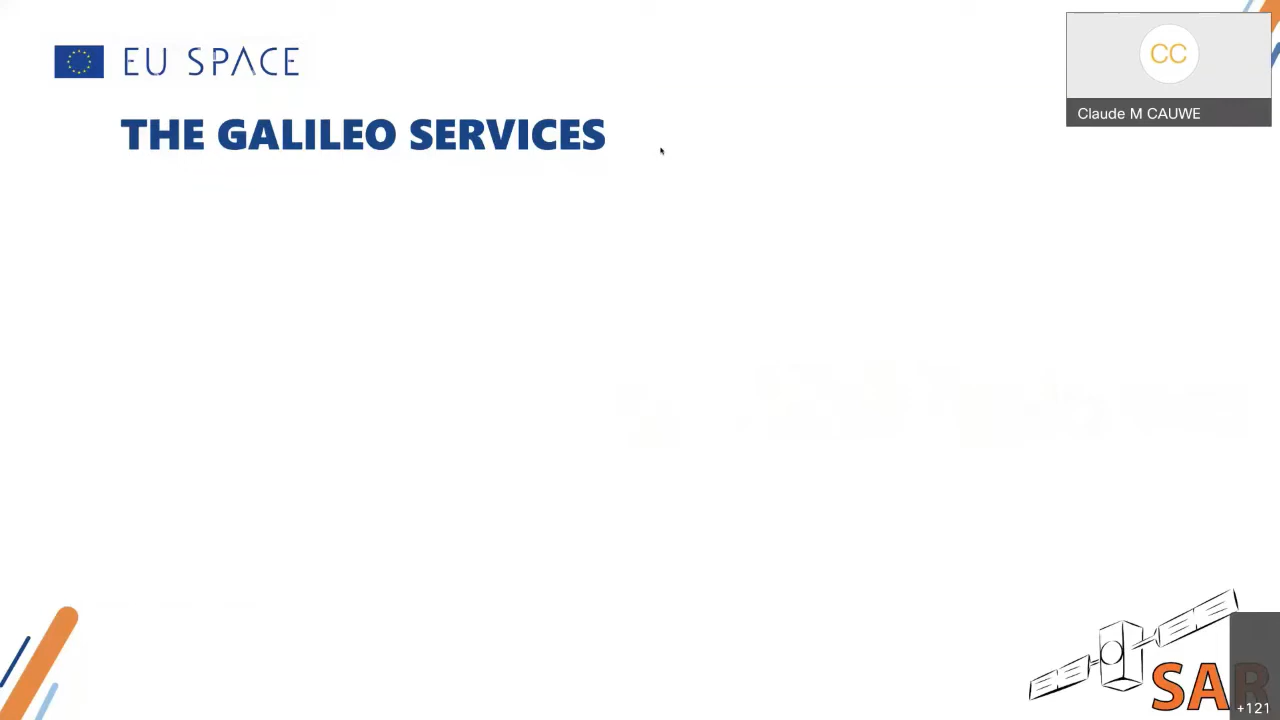 EU SPACE
CC
Claude M CAUWE
THE GALILEO SERVICES
SAR
+121